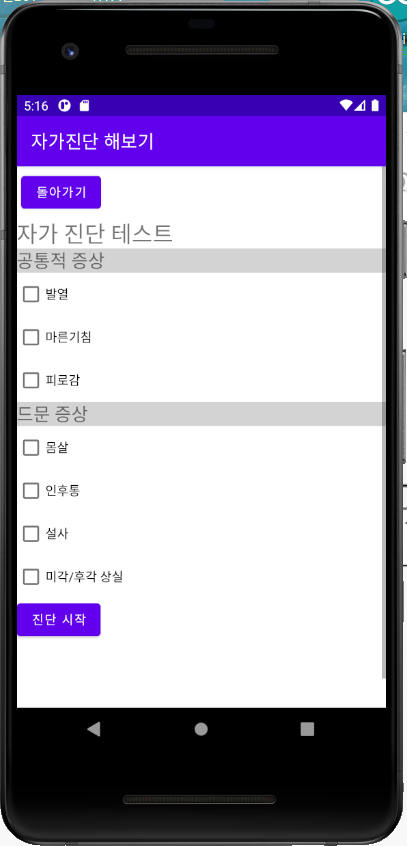 5:16
자가진단 해보기
돌아가기
자가 진단 테스트
공통적 증상
발열
마른기침
피로감
드문 증상
몸살
인후통
설사
미각/후각 상실
진단 시작